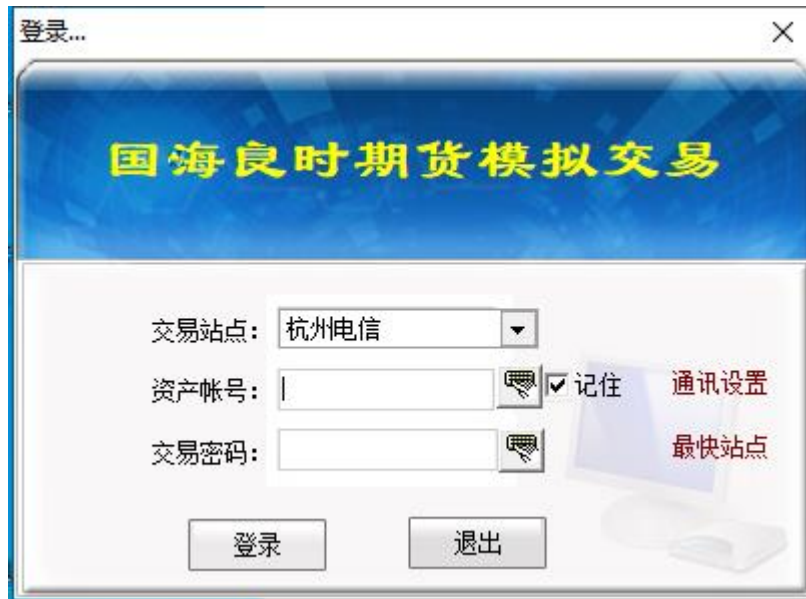 登录...
国海良时期货模拟交易
交易站点： 杭州电信
资产帐号： 记住 通讯设置
交易密码： 最快站点
登录 退出